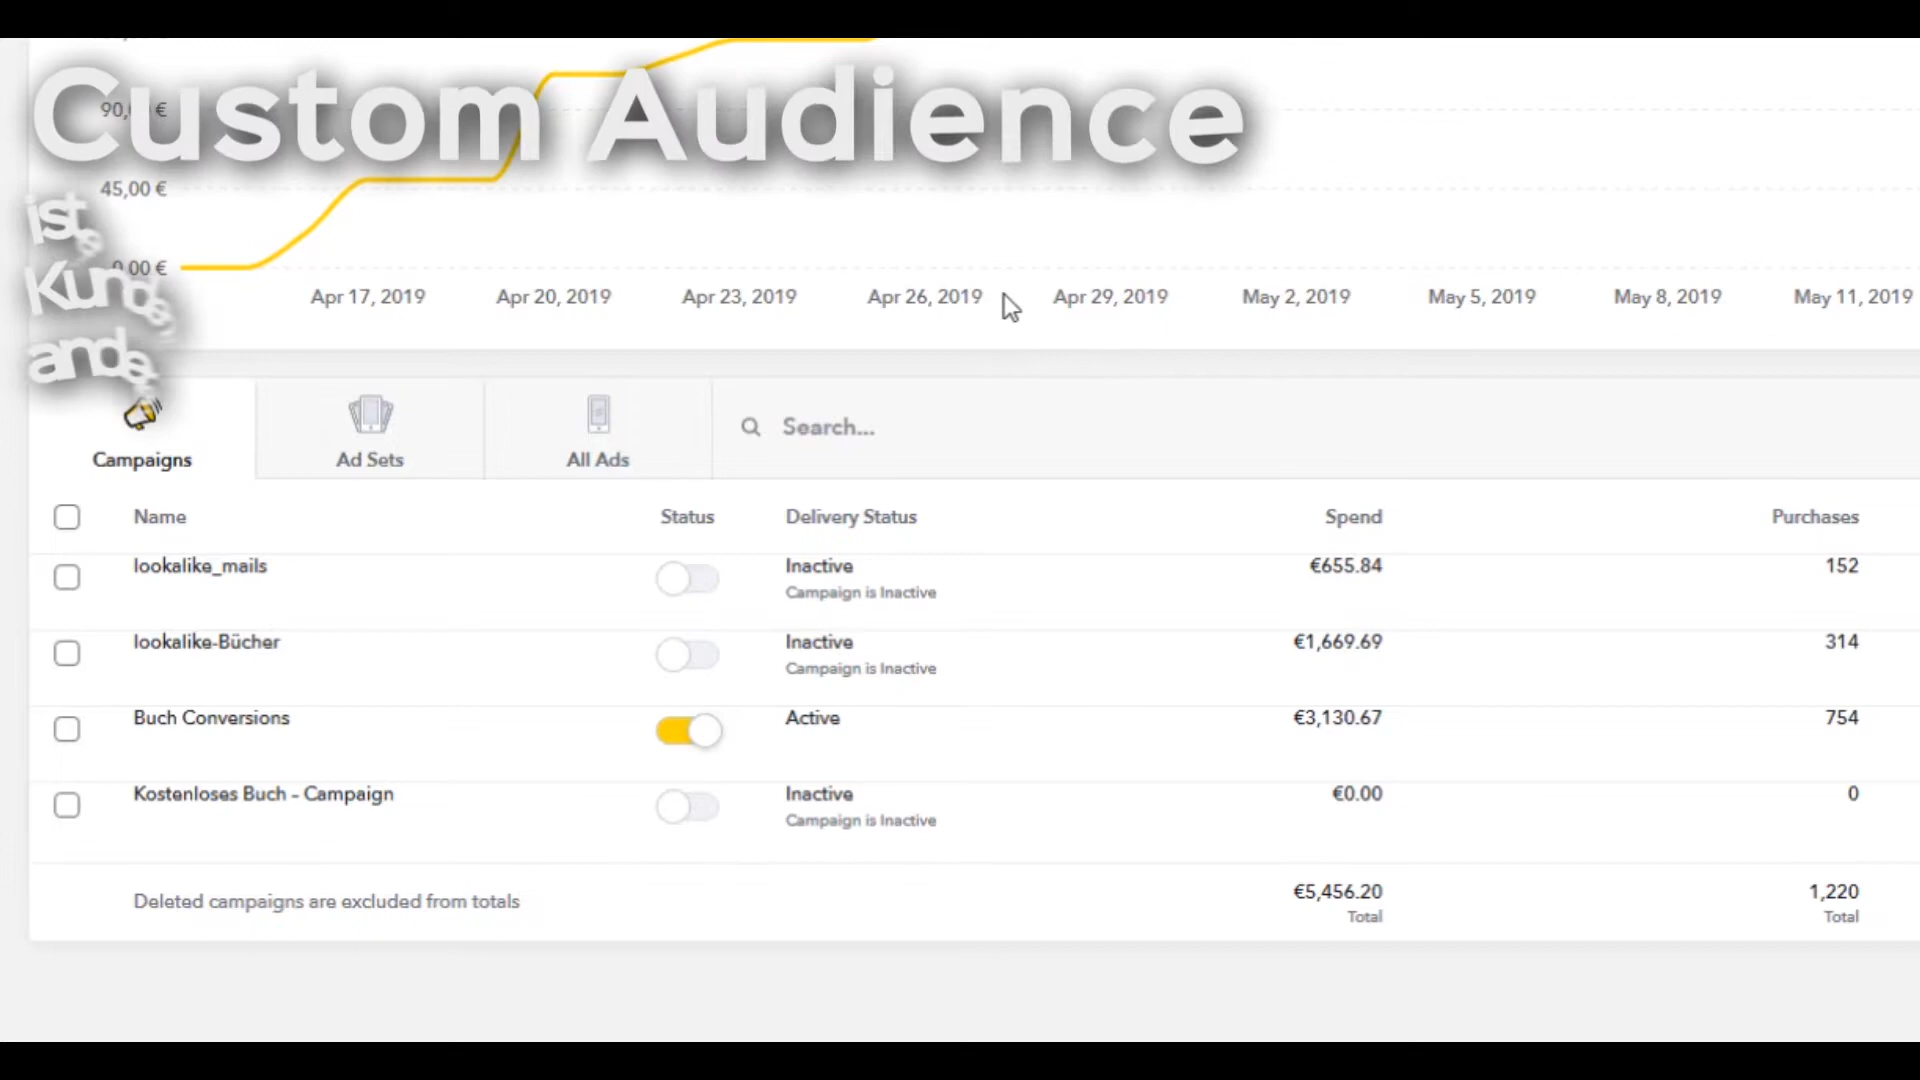 Custom Audience
90,
€
45,00 €
ist
0,00 €
Apr 17, 2019
Apr 20, 2019
Apr 23, 2019
Apr 26, 2019
Apr 29, 2019
May 2, 2019
May 5, 2019
May 8, 2019
May 11, 2019
Campaigns
Ad Sets
All Ads
Search...
Name
Status
Delivery Status
Spend
Purchases
lookalike_mails
Inactive
€655.84
152
Campaign is Inactive
lookalike-Bücher
Inactive
€1,669.69
314
Campaign is Inactive
Buch Conversions
Active
€3,130.67
754
Kostenloses Buch - Campaign
Inactive
€0.00
0
Campaign is Inactive
Deleted campaigns are excluded from totals
€5,456.20
1,220
Total
Total